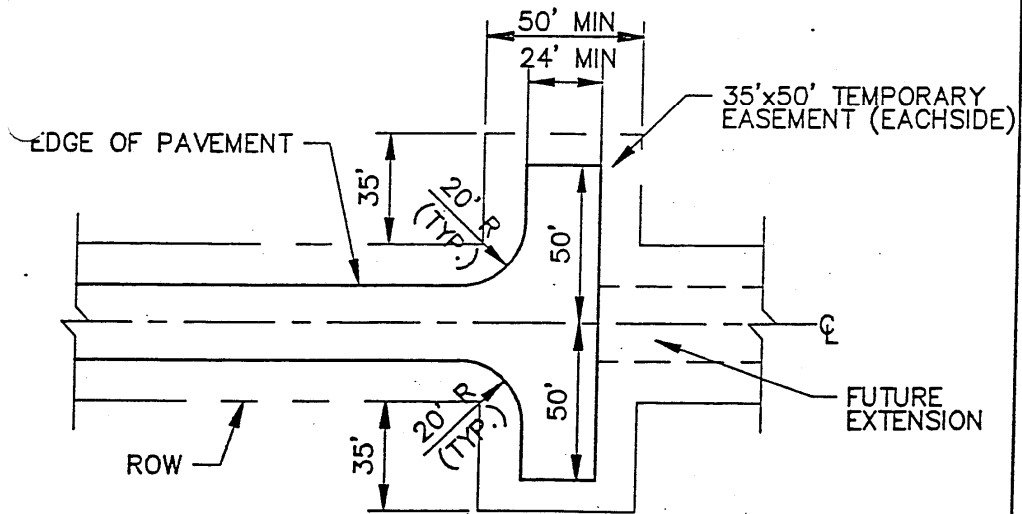 50' MIN
24' MIN
35'x50' TEMPORARY
EASEMENT (EACHSIDE)
EDGE OF PAVEMENT
35'
20' R
(TYP.)
50'
℄
50'
FUTURE
EXTENSION
20' R
(TYP.)
35'
ROW